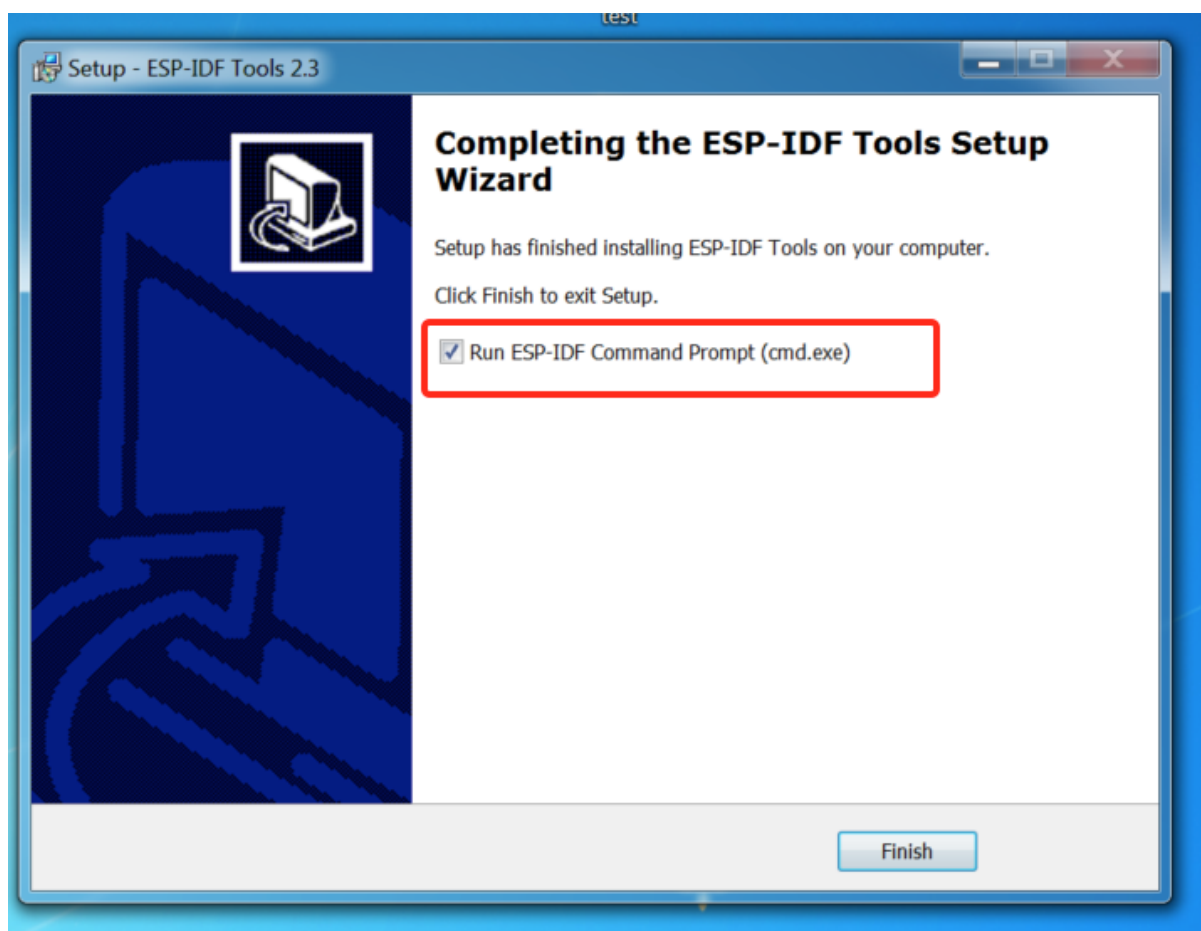 test
Setup - ESP-IDF Tools 2.3
Completing the ESP-IDF Tools Setup
Wizard
Setup has finished installing ESP-IDF Tools on your computer.
Click Finish to exit Setup.
Run ESP-IDF Command Prompt (cmd.exe)
Finish